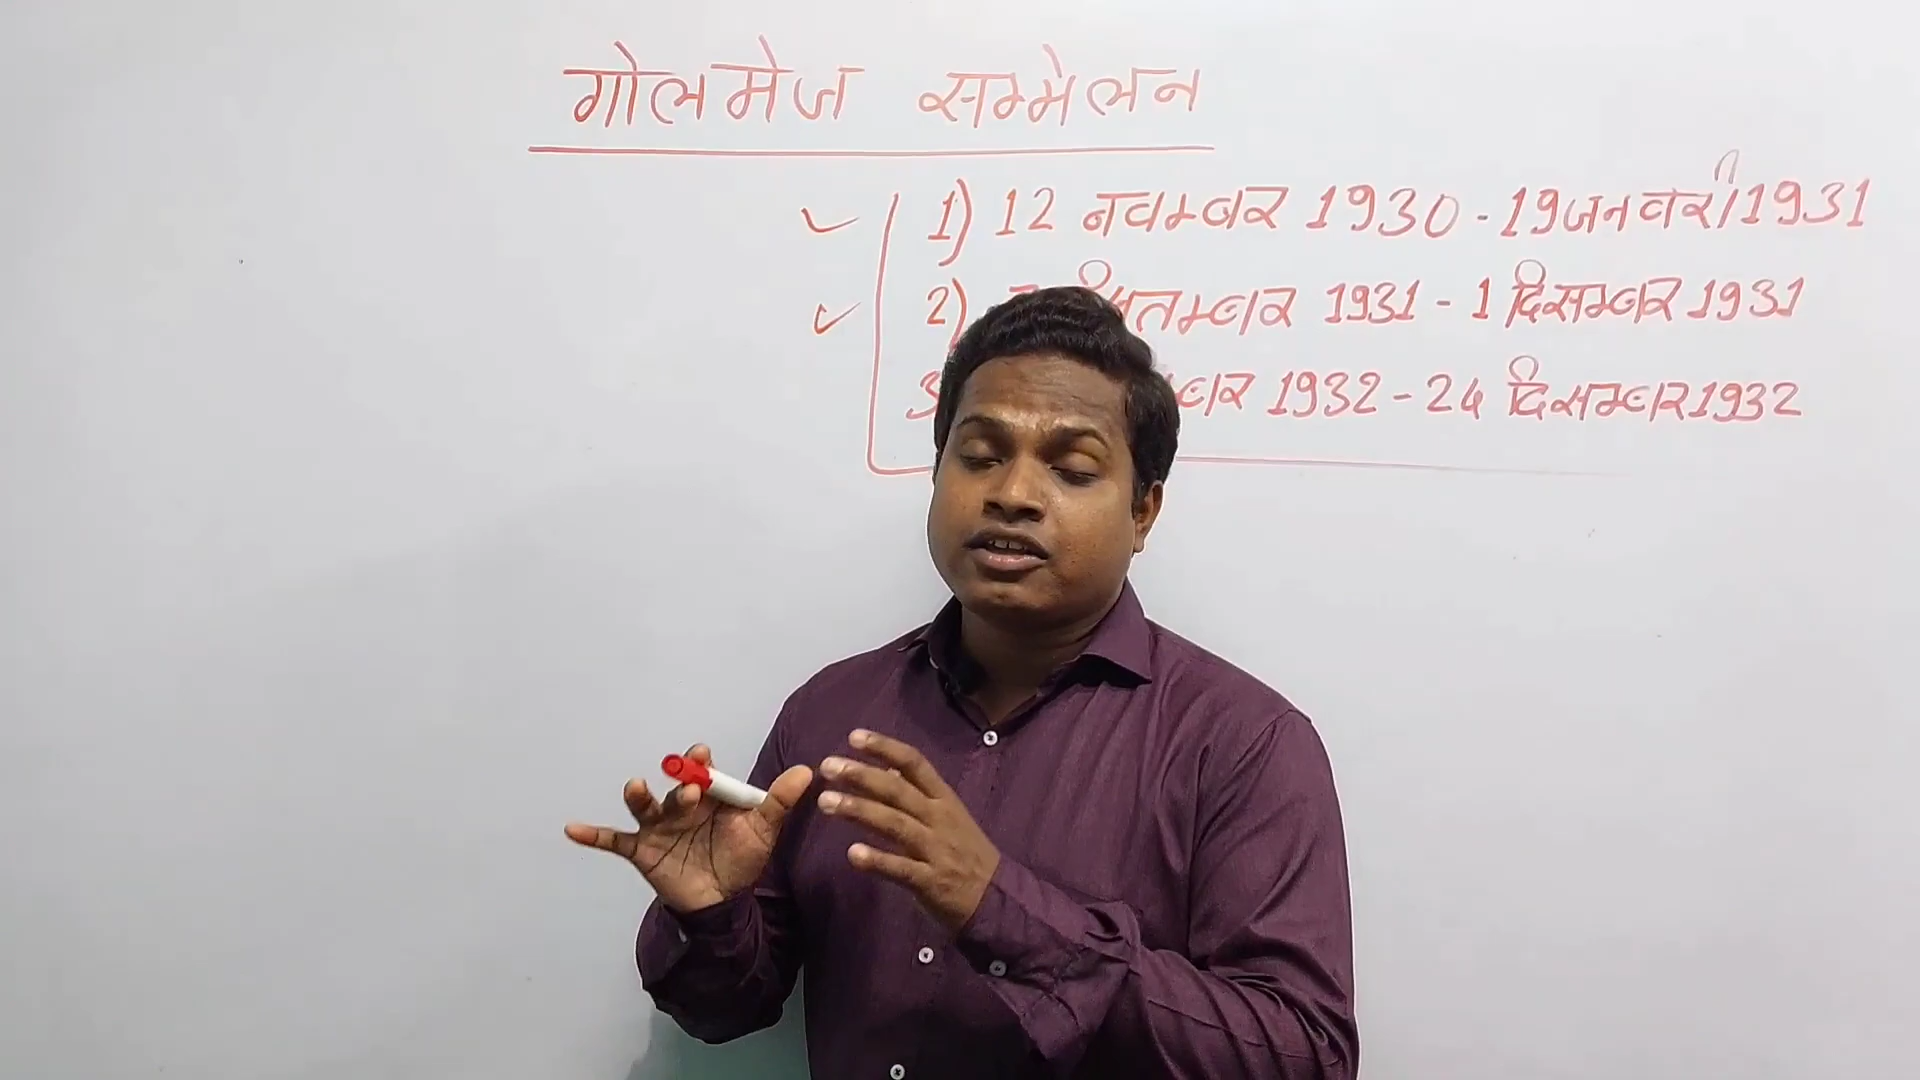 गोलमेज सम्मेलन
1) 12 नवम्बर 1930 - 19 जनवरी 1931
2) सितम्बर 1931 - 1 दिसम्बर 1931
1932 - 24 दिसम्बर 1932